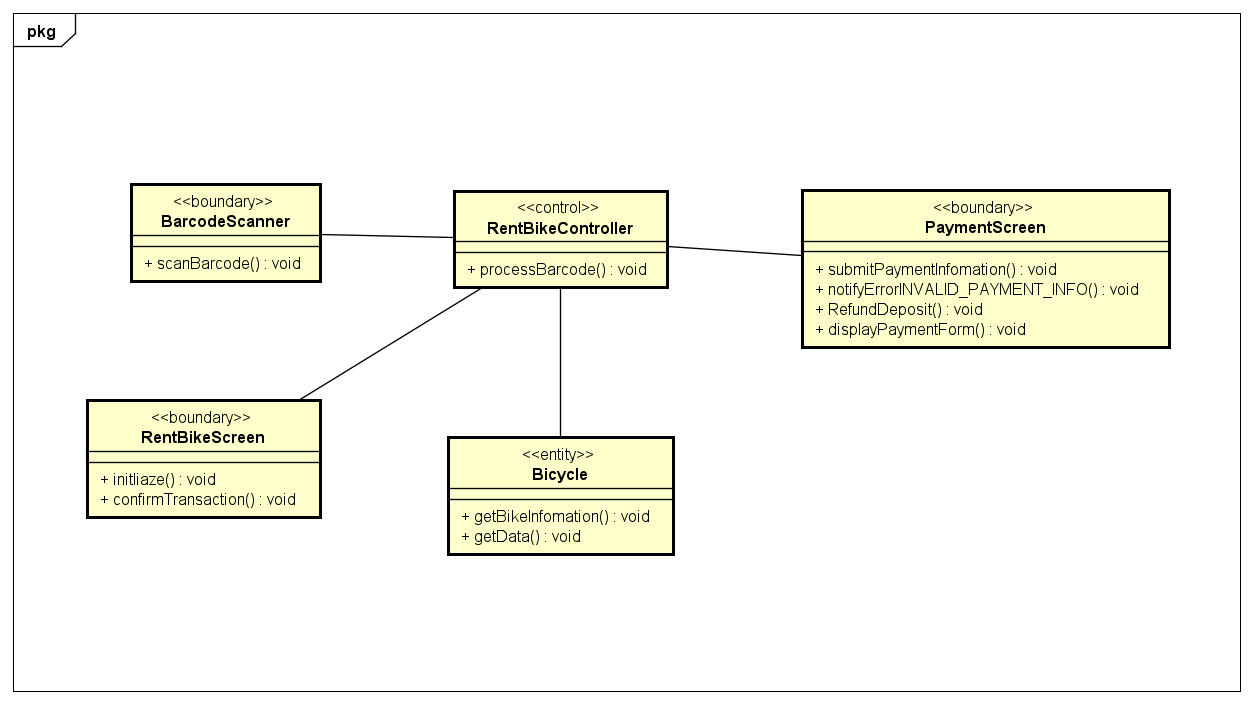 pkg
<<boundary>>
BarcodeScanner
+ scanBarcode() : void
<<control>>
RentBikeController
+ processBarcode() : void
<<boundary>>
PaymentScreen
+ submitPaymentInfomation() : void
+ notifyErrorINVALID_PAYMENT_INFO() : void
+ RefundDeposit() : void
+ displayPaymentForm() : void
<<boundary>>
RentBikeScreen
+ initliaze() : void
+ confirmTransaction() : void
<<entity>>
Bicycle
+ getBikeInfomation() : void
+ getData() : void